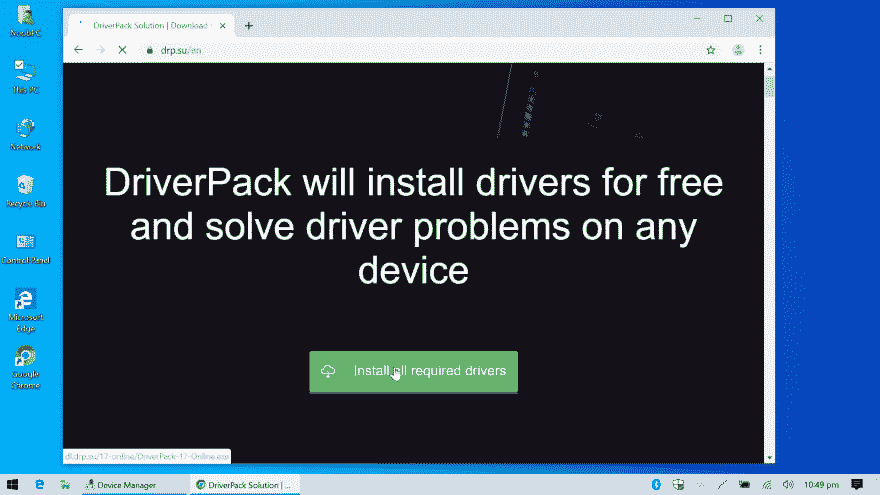 DriverPack Solution | Download
drp.su/en
DriverPack will install drivers for free
and solve driver problems on any
device
Install all required drivers
dl.drp.su/17-online/DriverPack-17-Online.exe
This PC
Network
Recycle Bin
Control Panel
Microsoft
Edge
Google
Chrome
Device Manager
DriverPack Solution | ...
10:49 pm